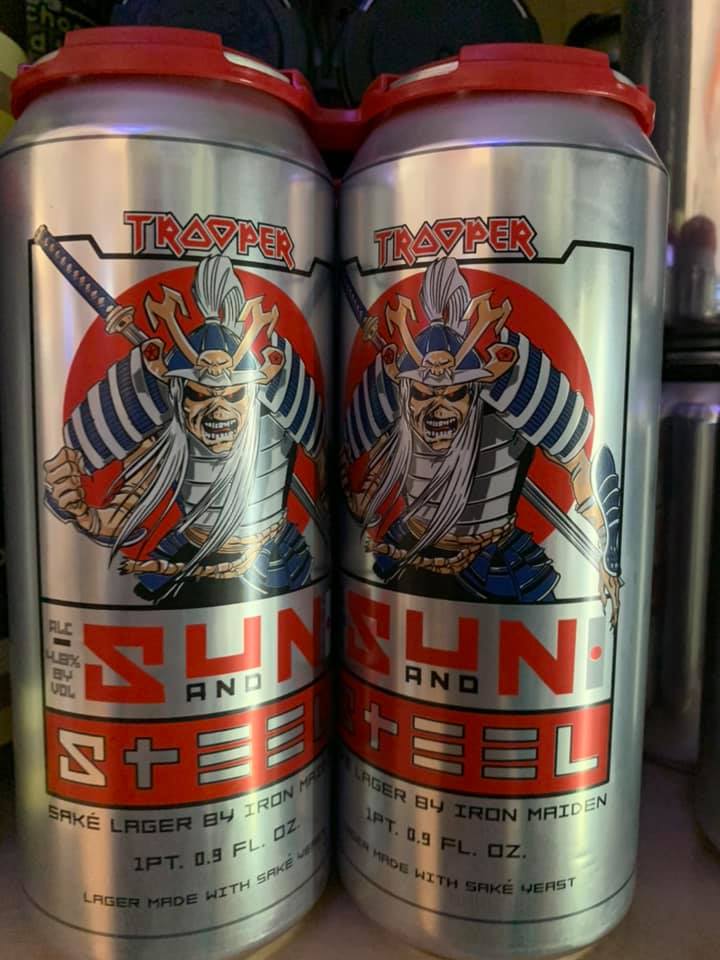 TROOPER
ALC
4.8%
BY
VOL
SUN
AND
STEEL
SAKÉ LAGER BY IRON MAI
1PT. 0.9 FL. OZ.
LAGER MADE WITH SAKÉ YEAST
TROOPER
SUN
AND
STEEL
LAGER BY IRON MAIDEN
1PT. 0.9 FL. OZ.
MADE WITH SAKÉ YEAST